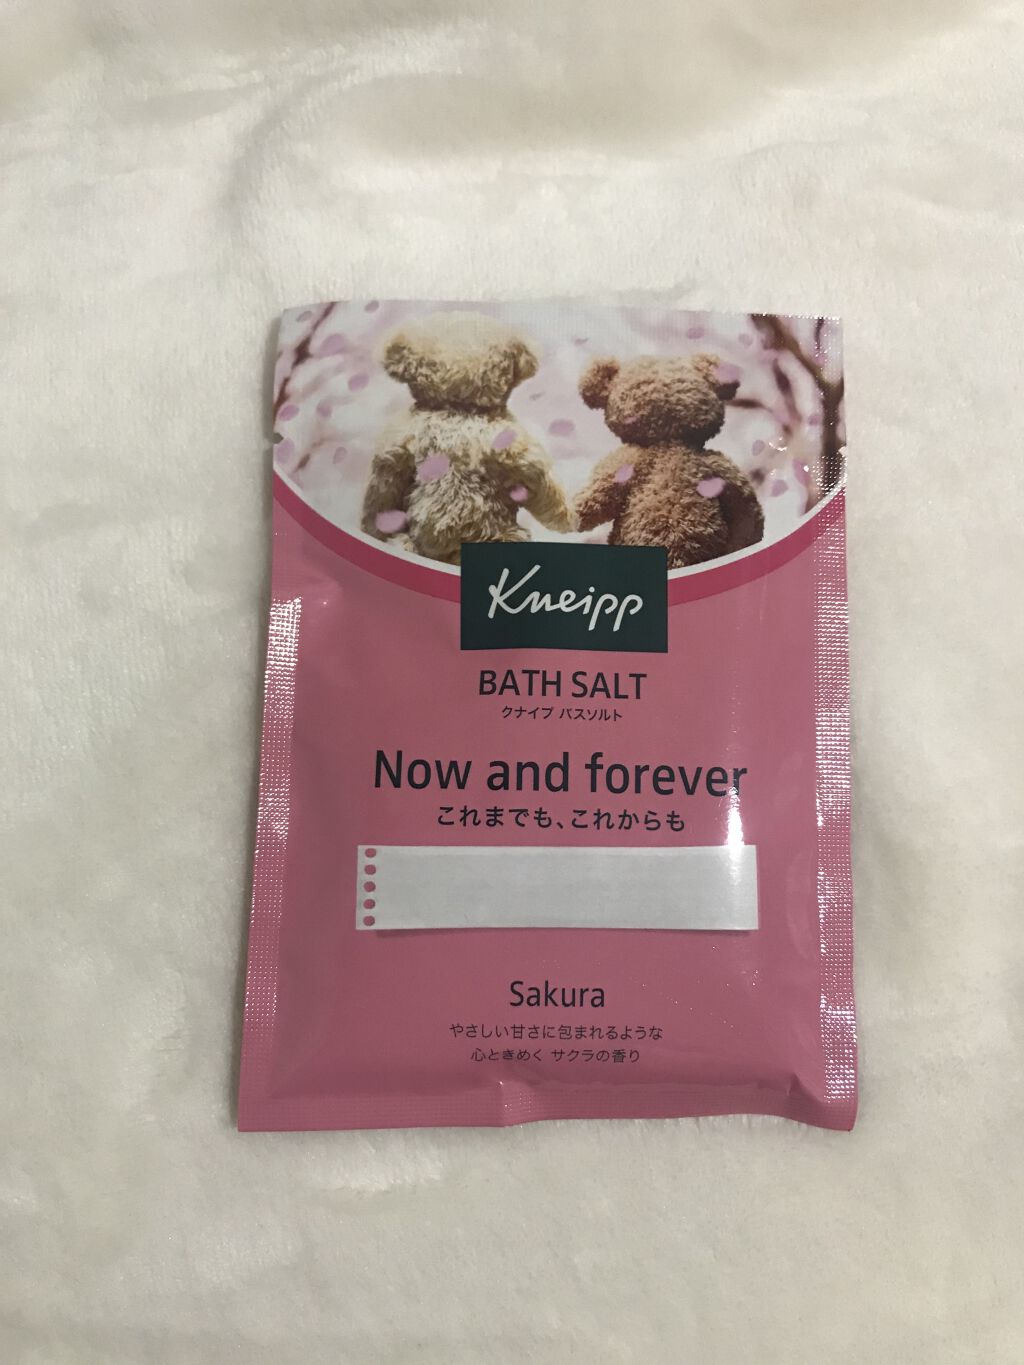 Kneipp
BATH SALT
クナイプ バスソルト
Now and forever
これまでも、これからも
Sakura
やさしい甘さに包まれるような
心ときめく サクラの香り